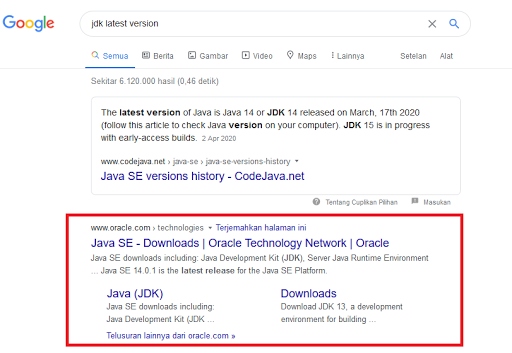 Google
jdk latest version
Semua Berita Gambar Video Maps Lainnya Setelan Alat
Sekitar 6.120.000 hasil (0,46 detik)
The latest version of Java is Java 14 or JDK 14 released on March, 17th 2020
(follow this article to check Java version on your computer). JDK 15 is in progress
with early-access builds. 2 Apr 2020
www.codejava.net › java-se › java-se-versions-history
Java SE versions history - CodeJava.net
Tentang Cuplikan Pilihan Masukan
www.oracle.com › technologies Terjemahkan halaman ini
Java SE - Downloads | Oracle Technology Network | Oracle
Java SE downloads including: Java Development Kit (JDK), Server Java Runtime Environment
... Java SE 14.0.1 is the latest release for the Java SE Platform.
Java (JDK)
Java SE downloads including:
Java Development Kit (JDK ...
Downloads
Download JDK 13, a development
environment for building ...
Telusuran lainnya dari oracle.com »